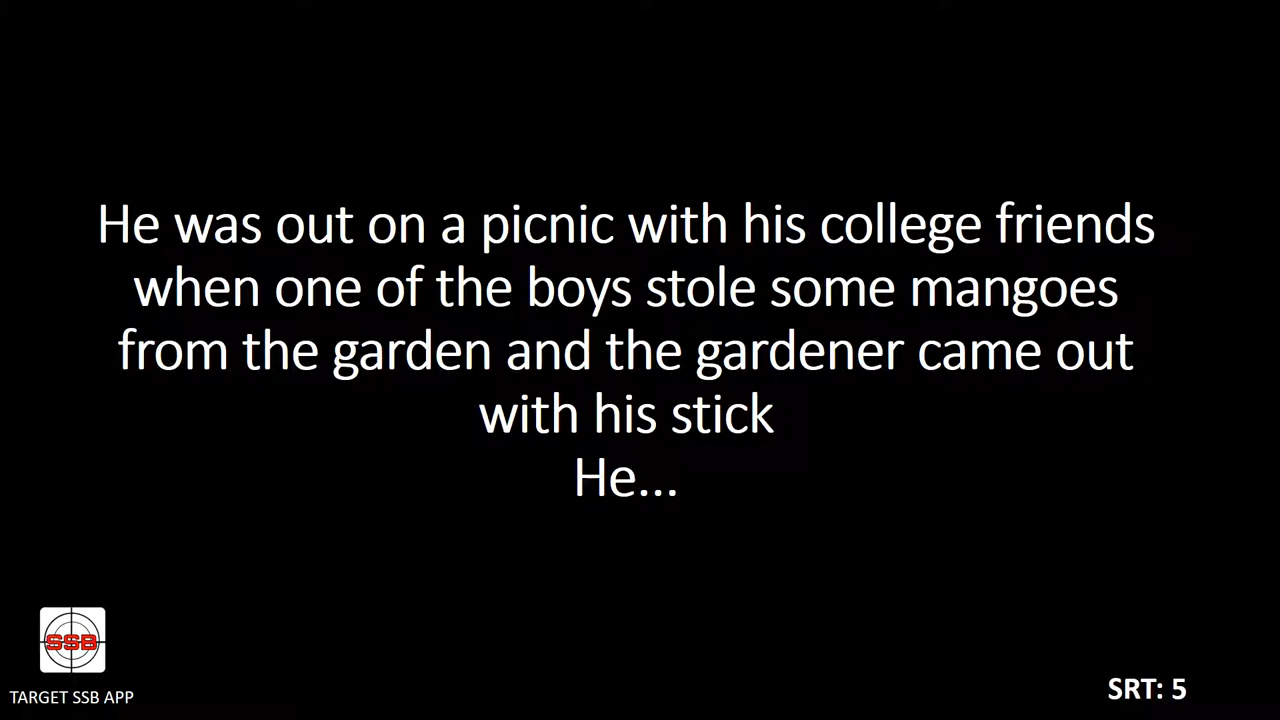 He was out on a picnic with his college friends
when one of the boys stole some mangoes
from the garden and the gardener came out
with his stick
He...
SSB
TARGET SSB APP
SRT: 5